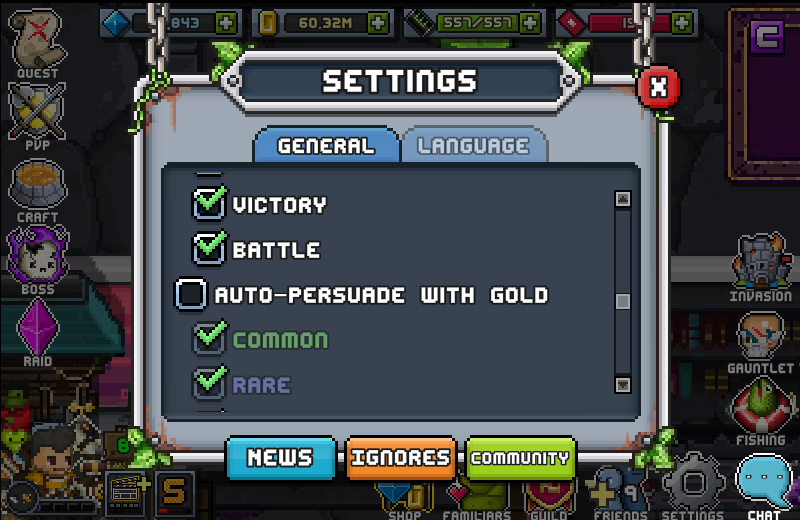 ,843
60,32M
557/557
QUEST
SETTINGS
X
C
PVP
GENERAL
LANGUAGE
CRAFT
VICTORY
BATTLE
BOSS
INVASION
AUTO-PERSUADE WITH GOLD
RAID
COMMON
GAUNTLET
RARE
FISHING
NEWS
IGNORES
COMMUNITY
S
9
SHOP
FAMILIARS
GUILD
FRIENDS
SETTINGS
CHAT